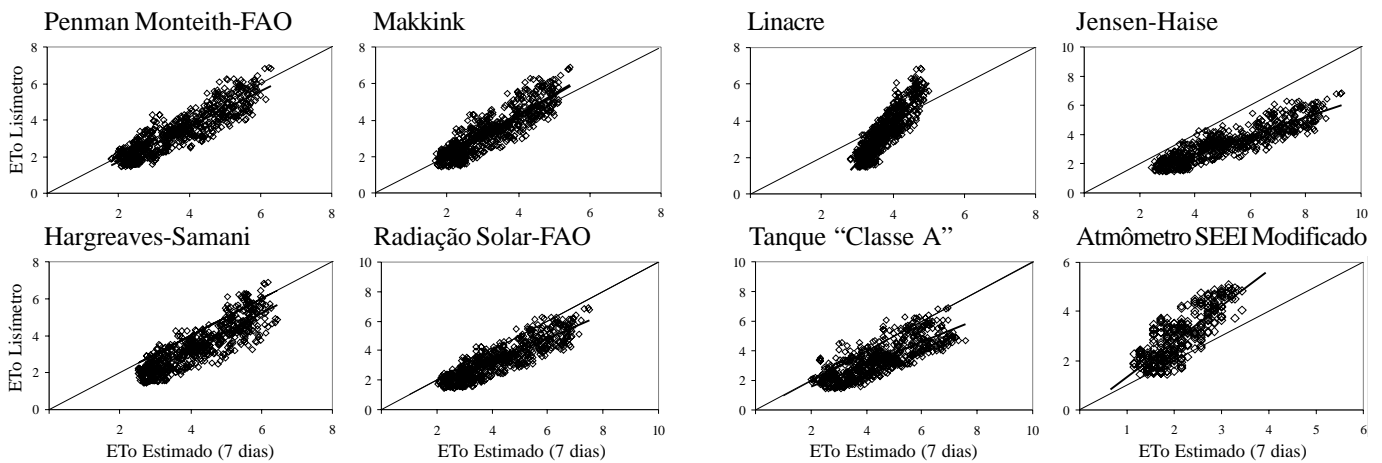 Penman Monteith-FAO
Makkink
Linacre
Jensen-Haise
ETo Lisímetro
8
6
4
2
0
2 4 6 8
8
6
4
2
0
2 4 6 8
8
6
4
2
0
2 4 6 8
10
8
6
4
2
0
2 4 6 8 10
Hargreaves-Samani
Radiação Solar-FAO
Tanque “Classe A”
Atmômetro SEEI Modificado
ETo Lisímetro
8
6
4
2
0
2 4 6 8
ETo Estimado (7 dias)
10
8
6
4
2
0
2 4 6 8 10
ETo Estimado (7 dias)
10
8
6
4
2
0
2 4 6 8 10
ETo Estimado (7 dias)
6
4
2
0
1 2 3 4 5 6
ETo Estimado (7 dias)